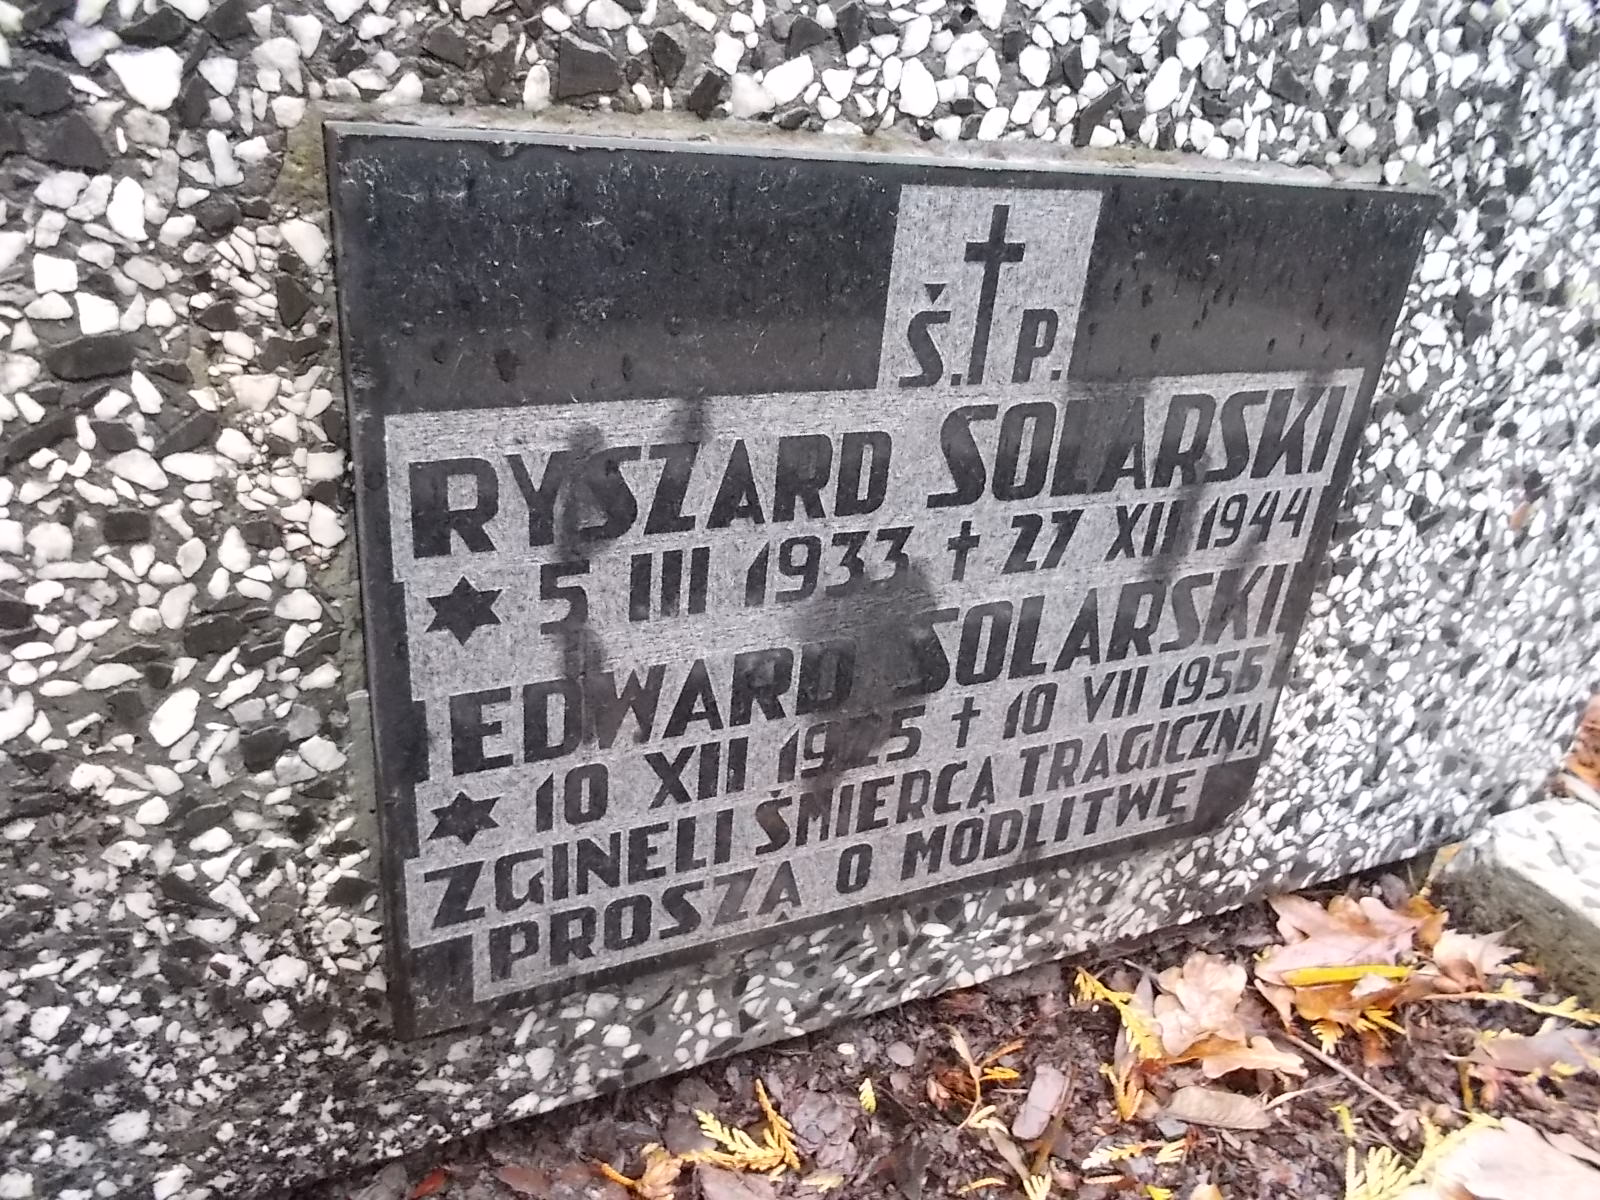 Ś. † P.
RYSZARD SOLARSKI
★ 5 III 1933 † 27 XII 1944
EDWARD SOLARSKI
★ 10 XII 1925 † 10 VII 1955
ZGINELI ŚMIERCĄ TRAGICZNĄ
PROSZĄ O MODLITWĘ